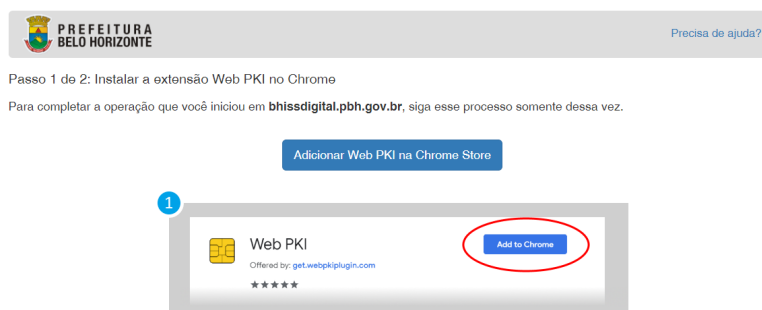 PREFEITURA
BELO HORIZONTE
Precisa de ajuda?
Passo 1 de 2: Instalar a extensão Web PKI no Chrome
Para completar a operação que você iniciou em bhissdigital.pbh.gov.br, siga esse processo somente dessa vez.
Adicionar Web PKI na Chrome Store
1
Web PKI
Add to Chrome
Offered by: get.webpkiplugin.com